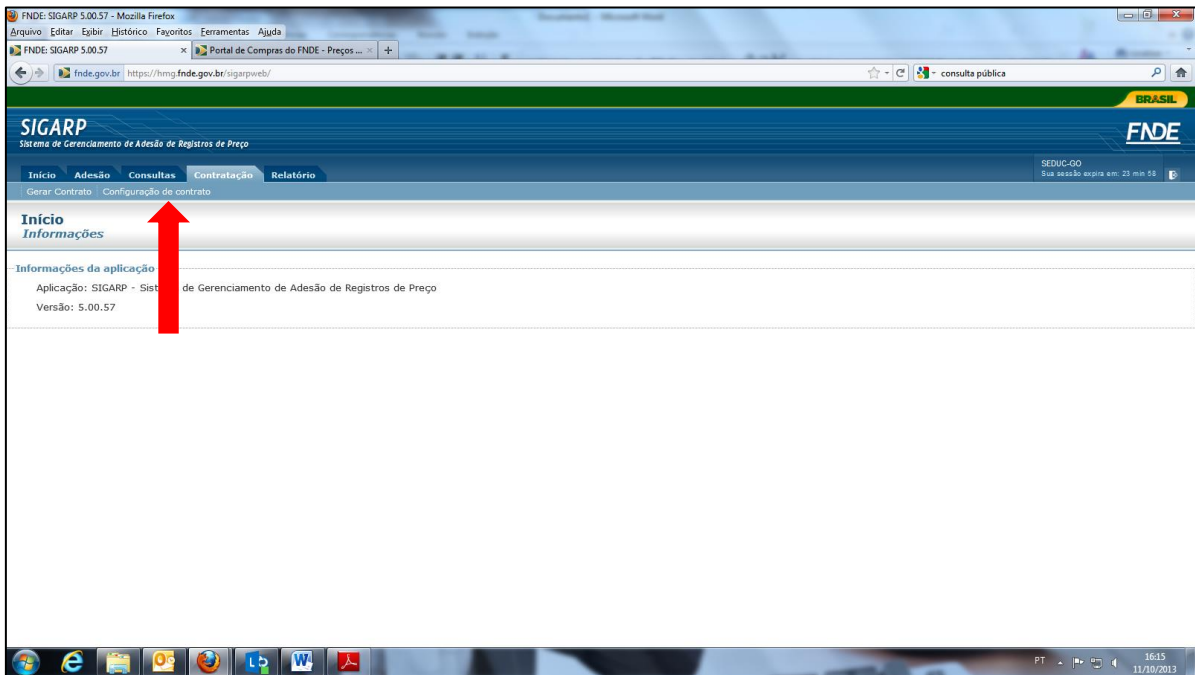 FNDE: SIGARP 5.00.57 - Mozilla Firefox
Arquivo Editar Exibir Histórico Favoritos Ferramentas Ajuda
FNDE: SIGARP 5.00.57 Portal de Compras do FNDE - Preços ...
fnde.gov.br https://hmg.fnde.gov.br/sigarpweb/ consulta pública
BRASIL
SIGARP
Sistema de Gerenciamento de Adesão de Registros de Preço
FNDE
SEDUC-GO
Sua sessão expira em: 23 min 58
Início Adesão Consultas Contratação Relatório
Gerar Contrato Configuração de contrato
Início
Informações
Informações da aplicação
Aplicação: SIGARP - Sist de Gerenciamento de Adesão de Registros de Preço
Versão: 5.00.57
PT 16:15
11/10/2013